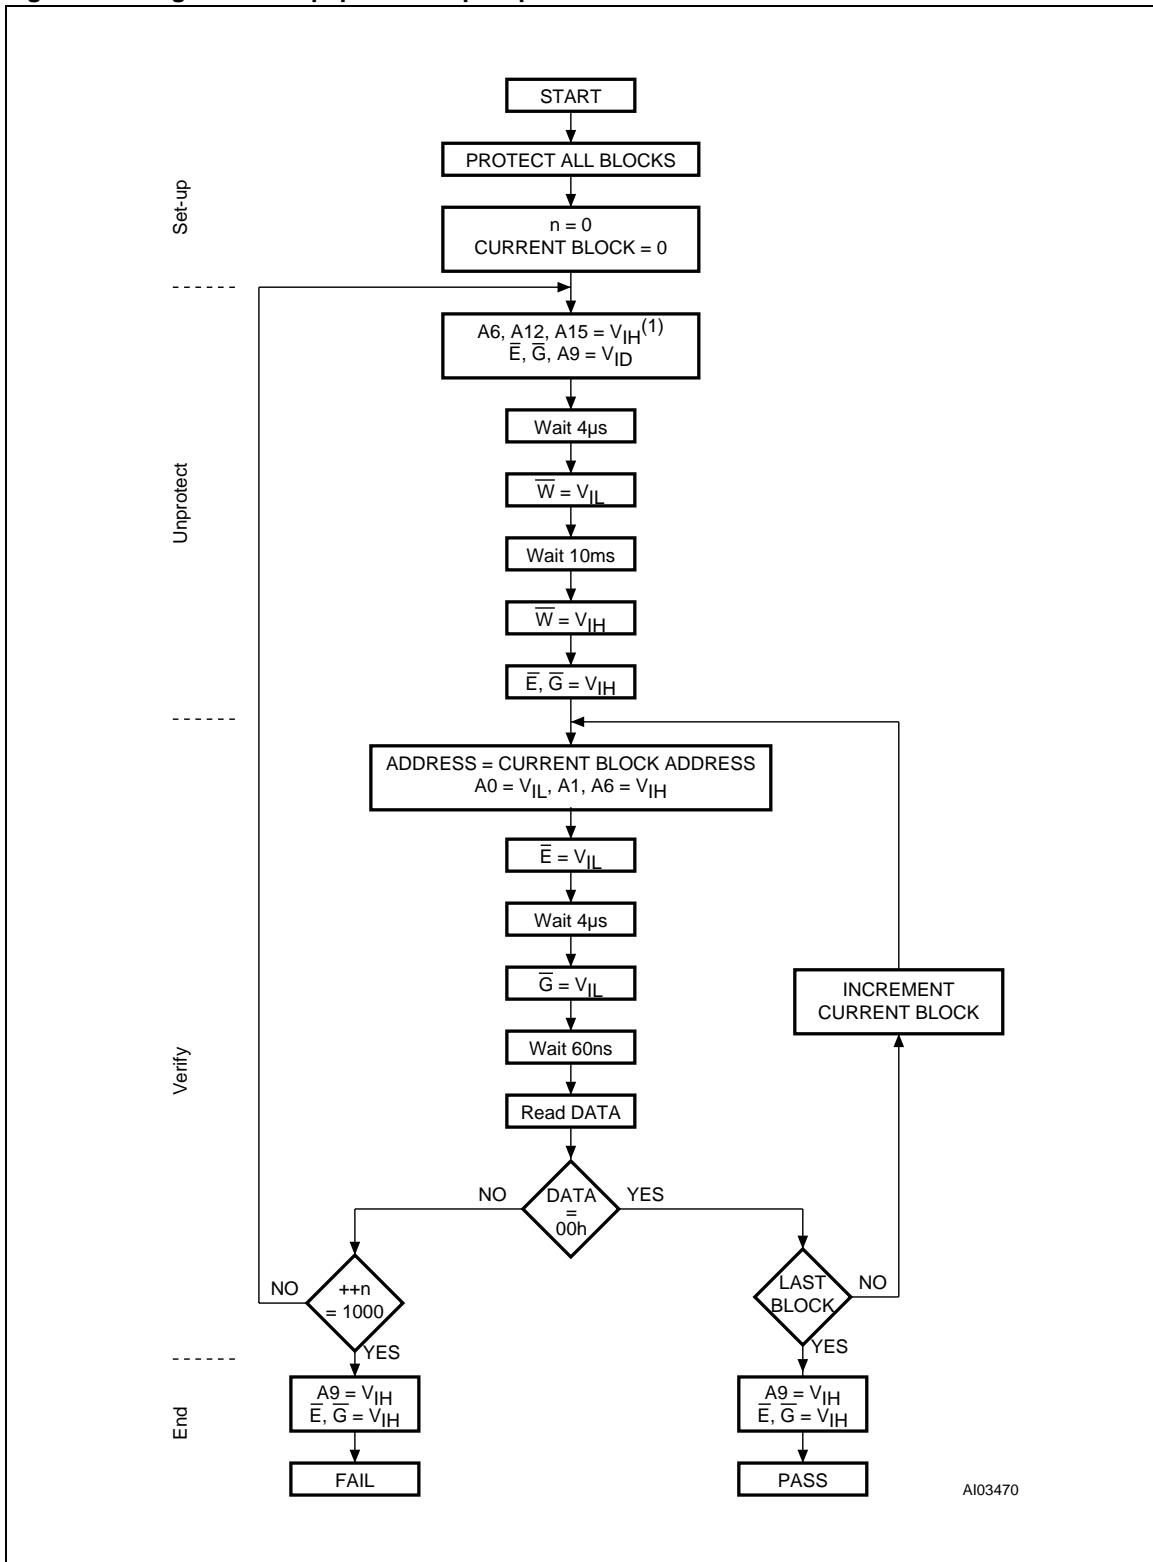 START
PROTECT ALL BLOCKS
Set-up
n = 0
CURRENT BLOCK = 0
A6, A12, A15 = VIH(1)
E̅, G̅, A9 = VID
Wait 4µs
Unprotect
W̅ = VIL
Wait 10ms
W̅ = VIH
E̅, G̅ = VIH
ADDRESS = CURRENT BLOCK ADDRESS
A0 = VIL, A1, A6 = VIH
E̅ = VIL
Wait 4µs
G̅ = VIL
INCREMENT
CURRENT BLOCK
Wait 60ns
Verify
Read DATA
NO
DATA
=
00h
YES
NO
++n
= 1000
YES
LAST
BLOCK
NO
YES
End
A9 = VIH
E̅, G̅ = VIH
FAIL
A9 = VIH
E̅, G̅ = VIH
PASS
AI03470